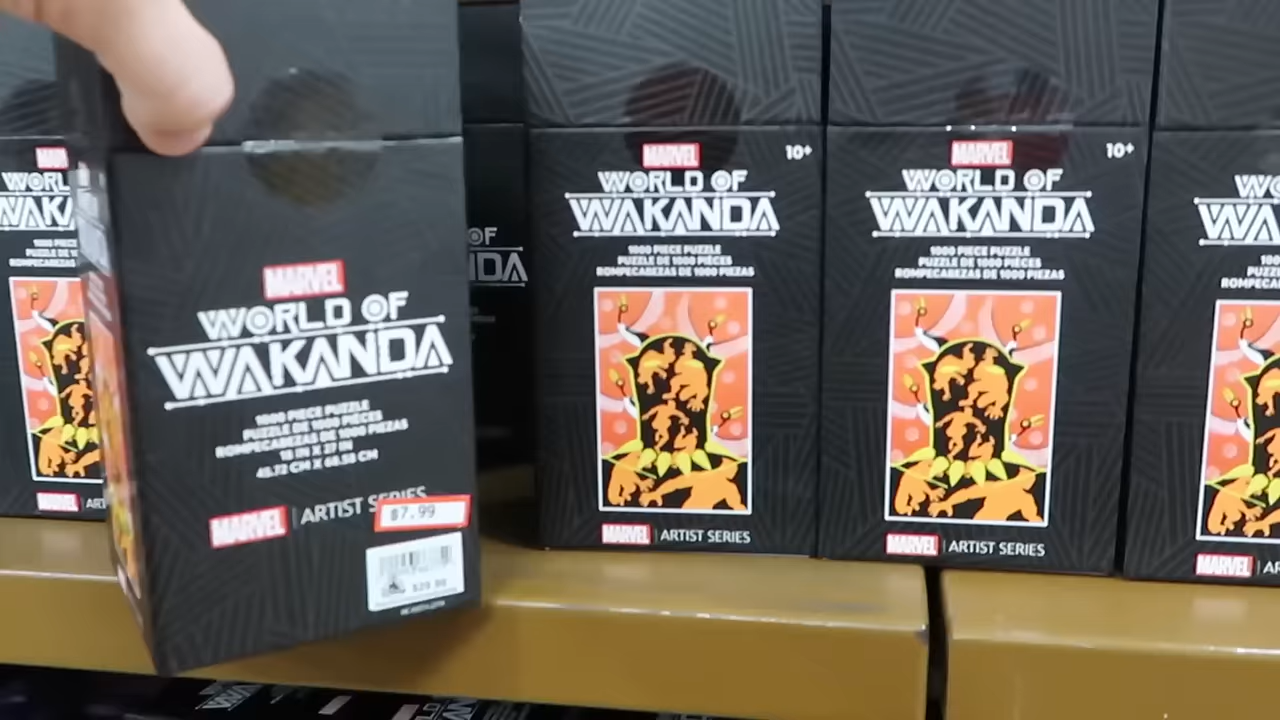 MARVEL
WORLD OF
WAKANDA
1000 PIECE PUZZLE
PUZZLE DE 1000 PIÈCES
ROMPECABEZAS DE 1000 PIEZAS
18 IN X 27 IN
45.72 CM X 68.58 CM
MARVEL | ARTIST SERIES
$7.99
$29.99
OF
DA
MARVEL 10+
WORLD OF
WAKANDA
1000 PIECE PUZZLE
PUZZLE DE 1000 PIÈCES
ROMPECABEZAS DE 1000 PIEZAS
MARVEL | ARTIST SERIES
MARVEL 10+
WORLD OF
WAKANDA
1000 PIECE PUZZLE
PUZZLE DE 1000 PIÈCES
ROMPECABEZAS DE 1000 PIEZAS
MARVEL | ARTIST SERIES
MARVEL